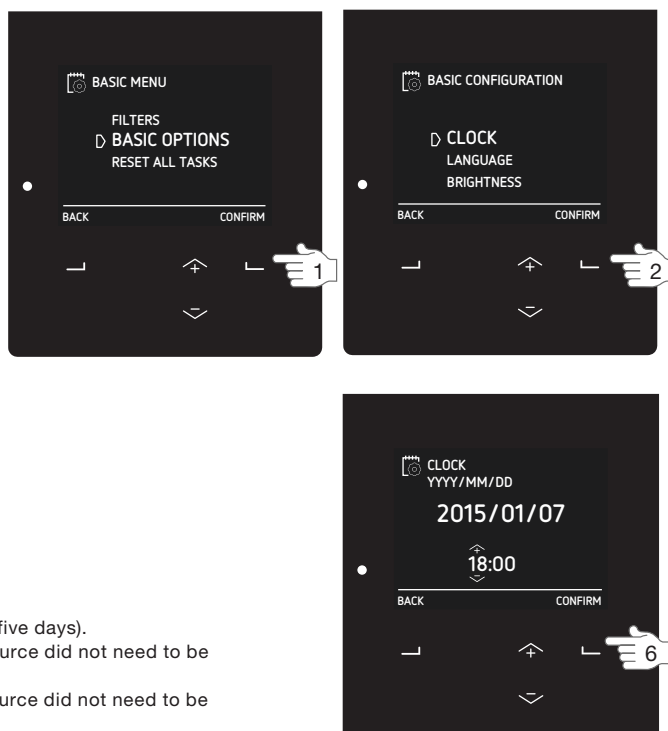 BASIC MENU
FILTERS
BASIC OPTIONS
RESET ALL TASKS
BACK CONFIRM
+
-
1
BASIC CONFIGURATION
CLOCK
LANGUAGE
BRIGHTNESS
BACK CONFIRM
+
-
2
CLOCK
YYYY/MM/DD
2015/01/07
+
18:00
-
BACK CONFIRM
+
-
6
five days).
urce did not need to be
urce did not need to be